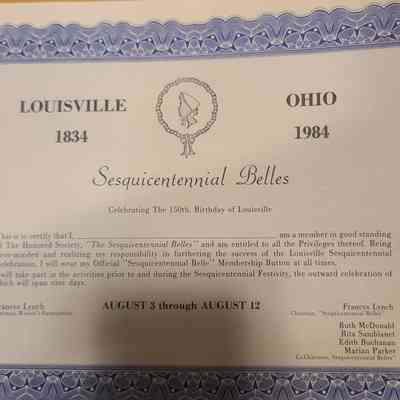 LOUISVILLE OHIO
1834 1984
Sesquicentennial Belles
Celebrating The 150th. Birthday of Louisville
This is to certify that I, am a member in good standing
of The Honored Society, "The Sesquicentennial Belles" and are entitled to all the Privileges thereof. Being
-minded and realizing my responsibility in furthering the success of the Louisville Sesquicentennial
Celebration, I will wear my Official "Sesquicentennial Belle" Membership Button at all times.
will take part in the activities prior to and during the Sesquicentennial Festivity, the outward celebration of
which will span nine days.
Frances Lynch AUGUST 3 through AUGUST 12 Frances Lynch
Chairman, "Sesquicentennial Belles"
Ruth McDonald
Rita Sambianet
Edith Buchanan
Marian Parker
Co-Chairmen, Sesquicentennial Belles"